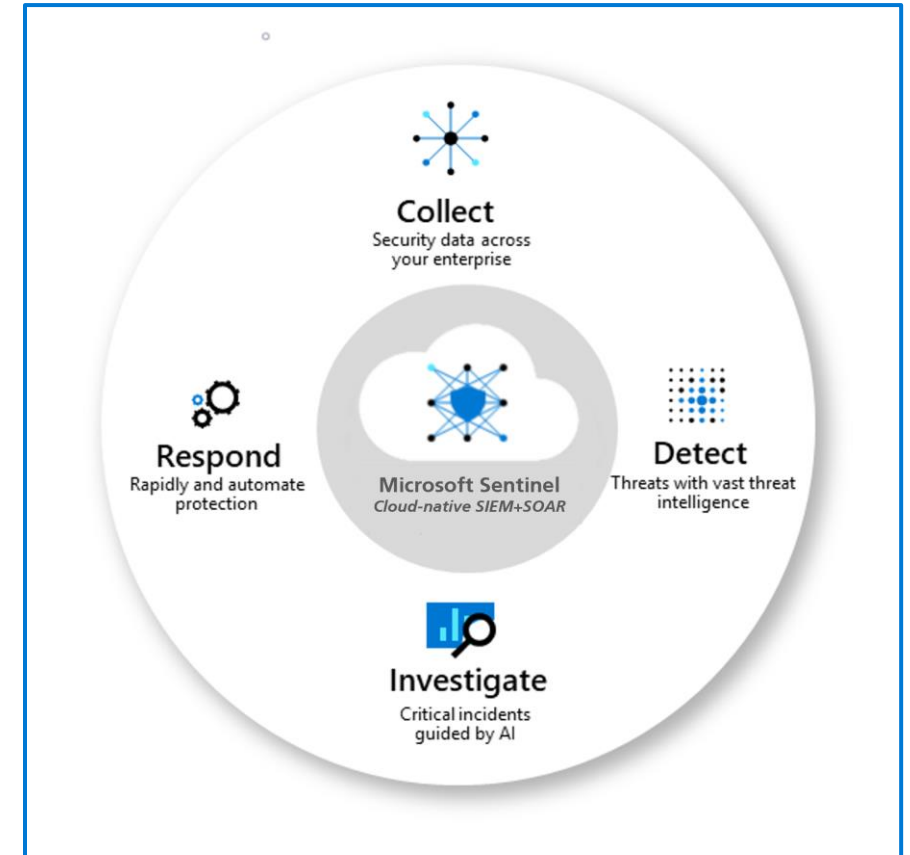 Collect
Security data across
your enterprise
Respond
Rapidly and automate
protection
Microsoft Sentinel
Cloud-native SIEM+SOAR
Detect
Threats with vast threat
intelligence
Investigate
Critical incidents
guided by AI